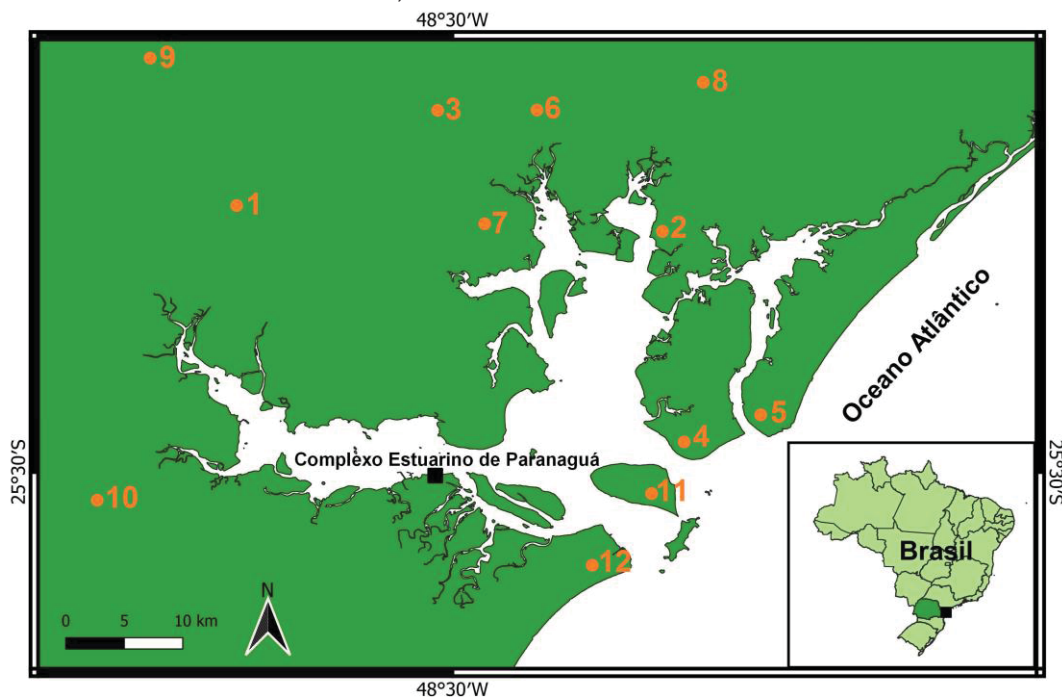 48°30'W
9
3
6
8
1
7
2
Oceano Atlântico
5
4
25°30'S
Complexo Estuarino de Paranaguá
25°30'S
10
11
12
Brasil
N
0 5 10 km
48°30'W